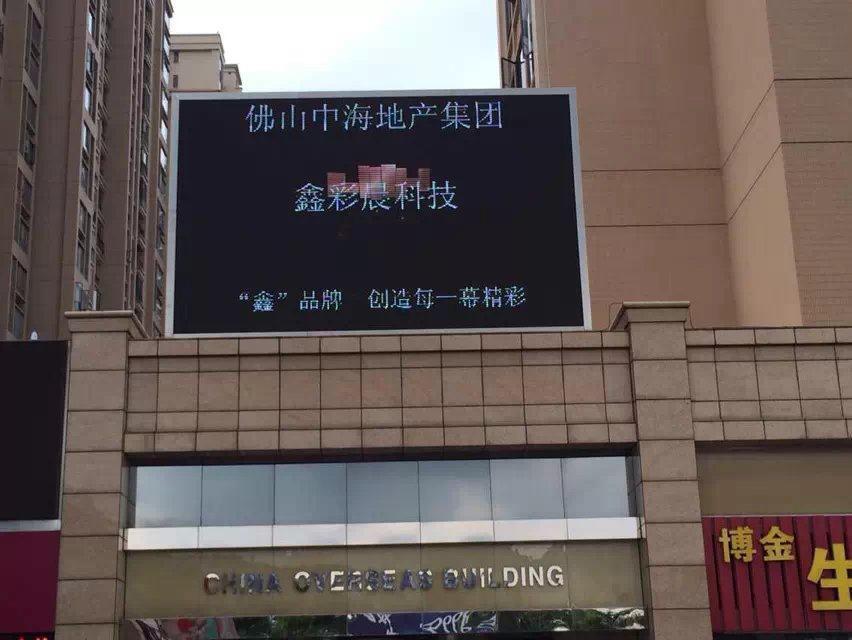 佛山中海地产集团
鑫彩晨科技
“鑫”品牌 创造每一幕精彩
CHINA OVERSEAS BUILDING
博金
生